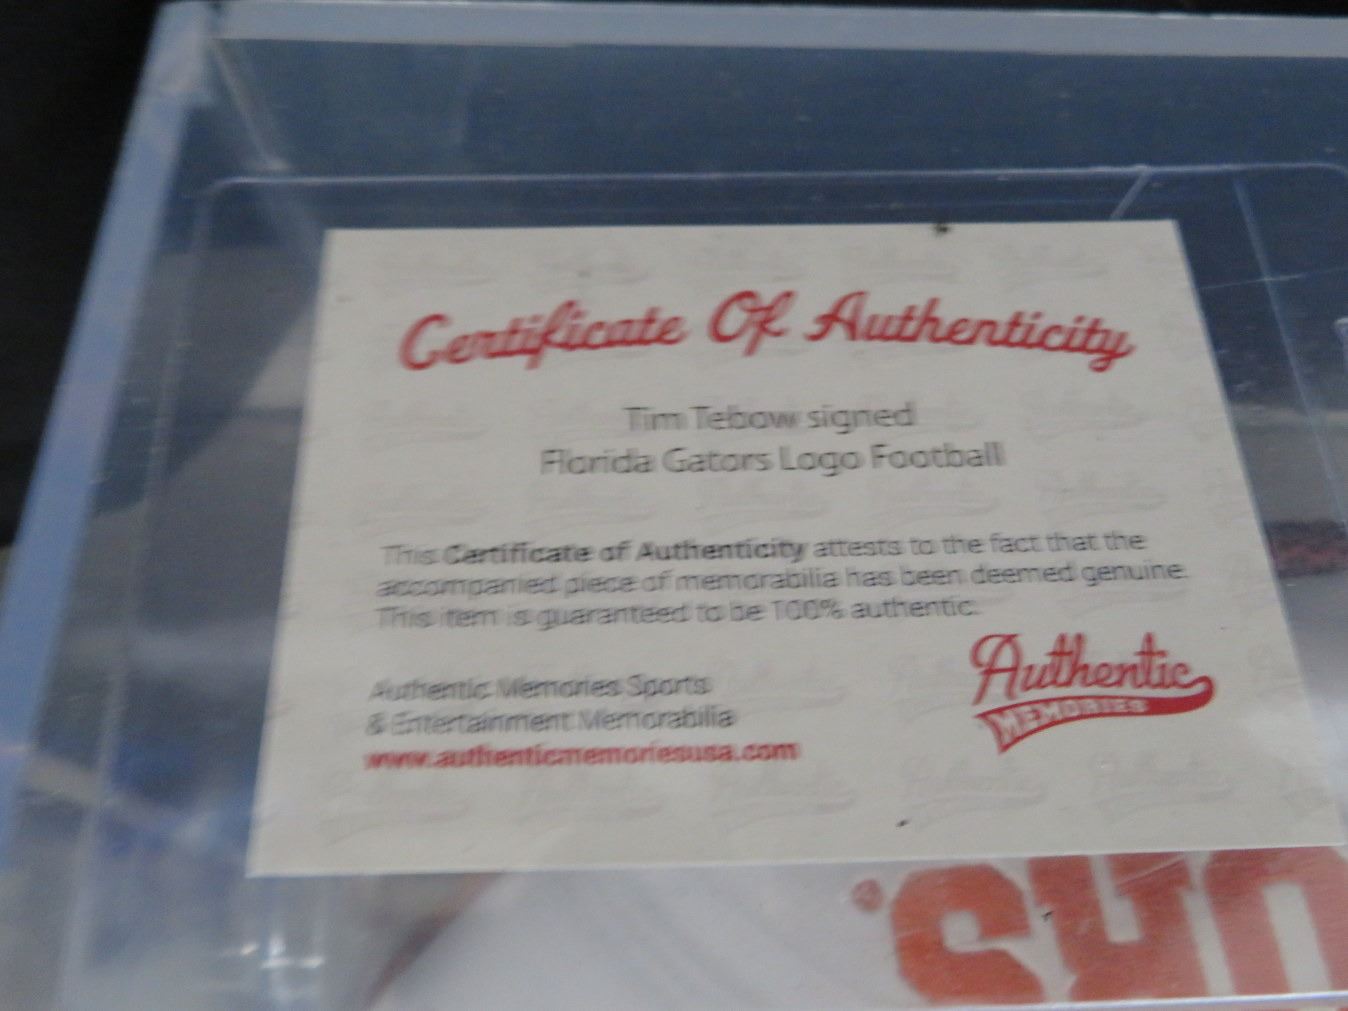 Certificate Of Authenticity
Tim Tebow signed
Florida Gators Logo Football
This Certificate of Authenticity attests to the fact that the
accompanied piece of memorabilia has been deemed genuine.
This item is guaranteed to be 100% authentic.
Authentic Memories Sports
& Entertainment Memorabilia
www.authenticmemoriesusa.com
Authentic
MEMORIES
®